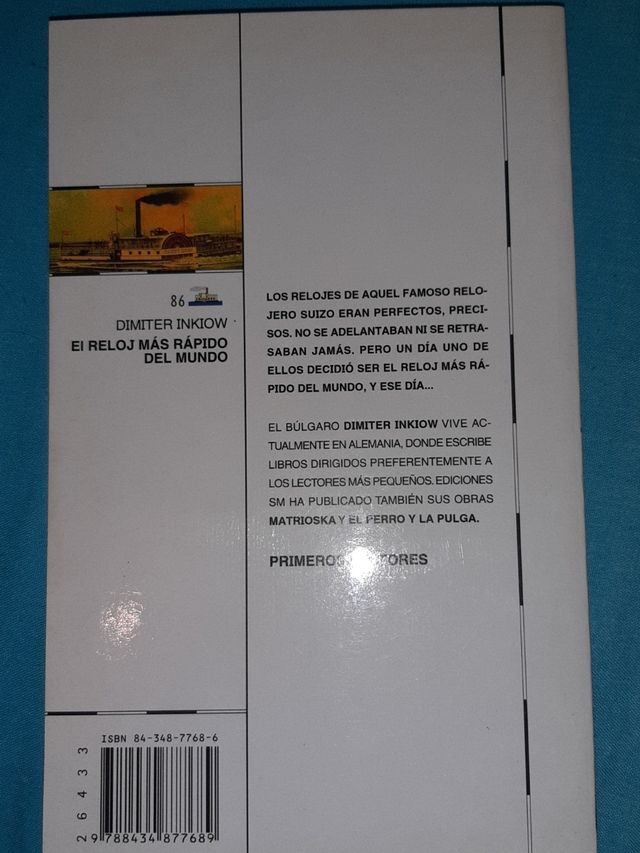 86
DIMITER INKIOW
El RELOJ MÁS RÁPIDO
DEL MUNDO
LOS RELOJES DE AQUEL FAMOSO RELO-
JERO SUIZO ERAN PERFECTOS, PRECI-
SOS. NO SE ADELANTABAN NI SE RETRA-
SABAN JAMÁS. PERO UN DÍA UNO DE
ELLOS DECIDIÓ SER EL RELOJ MÁS RÁ-
PIDO DEL MUNDO, Y ESE DÍA...
EL BÚLGARO DIMITER INKIOW VIVE AC-
TUALMENTE EN ALEMANIA, DONDE ESCRIBE
LIBROS DIRIGIDOS PREFERENTEMENTE A
LOS LECTORES MÁS PEQUEÑOS. EDICIONES
SM HA PUBLICADO TAMBIÉN SUS OBRAS
MATRIOSKA Y EL PERRO Y LA PULGA.
PRIMEROS LECTORES
ISBN 84-348-7768-6
26433
9 788434 877689